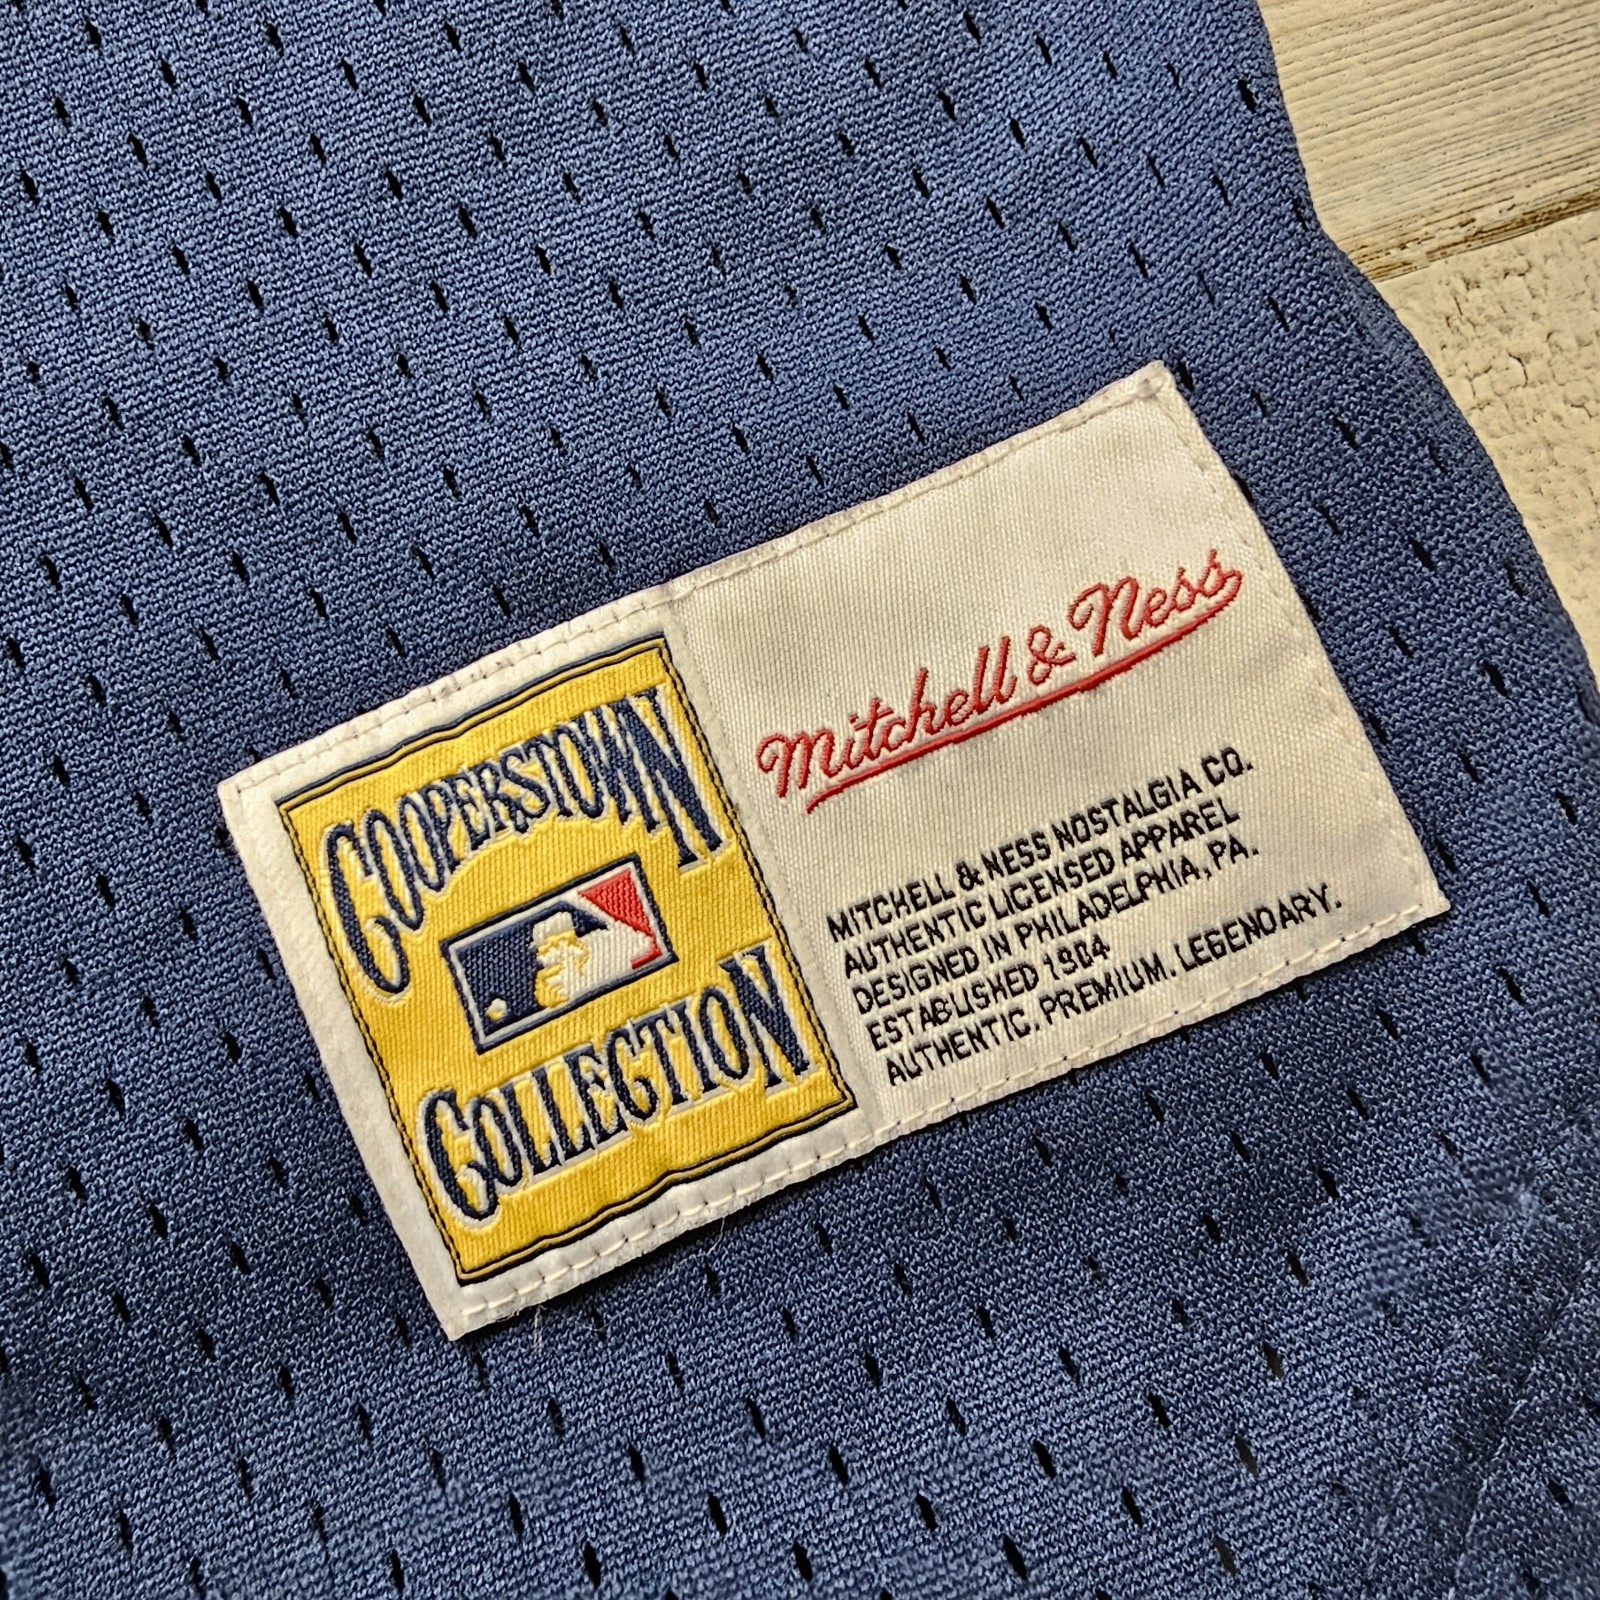 COOPERSTOWN
COLLECTION
Mitchell & Ness
MITCHELL & NESS NOSTALGIA CO.
AUTHENTIC LICENSED APPAREL
DESIGNED IN PHILADELPHIA, PA.
ESTABLISHED 1904
AUTHENTIC. PREMIUM. LEGENDARY.